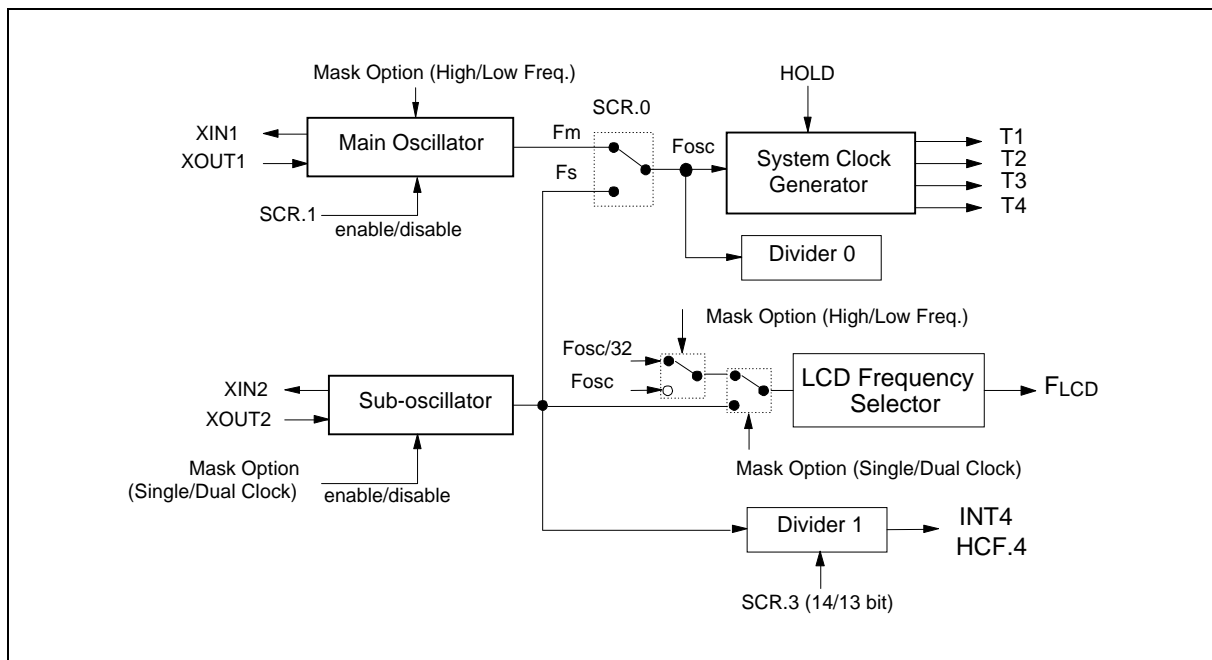 Mask Option (High/Low Freq.)
HOLD
SCR.0
XIN1
XOUT1
Main Oscillator
Fm
Fs
Fosc
System Clock
Generator
T1
T2
T3
T4
SCR.1
enable/disable
Divider 0
Mask Option (High/Low Freq.)
Fosc/32
Fosc
XIN2
XOUT2
Sub-oscillator
LCD Frequency
Selector
FLCD
Mask Option
(Single/Dual Clock)
enable/disable
Mask Option (Single/Dual Clock)
Divider 1
INT4
HCF.4
SCR.3 (14/13 bit)